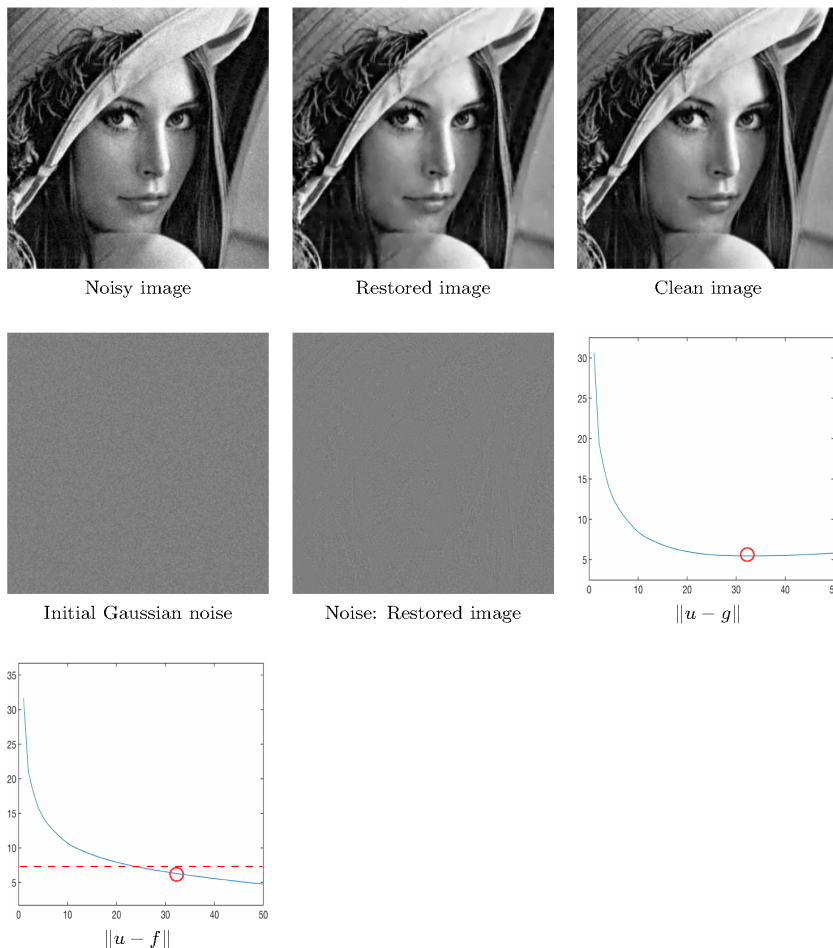 Noisy image
Restored image
Clean image
Initial Gaussian noise
Noise: Restored image
30
25
20
15
10
5
0 10 20 30 40 50
‖u − g‖
35
30
25
20
15
10
5
0 10 20 30 40 50
‖u − f‖